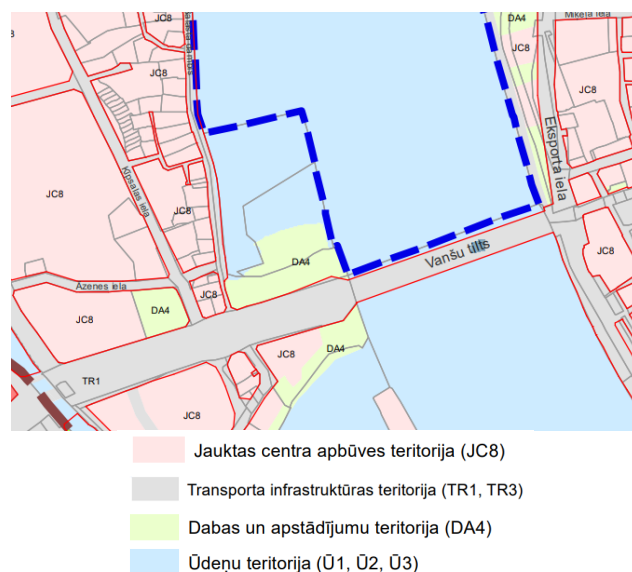 DA4
Miķeļa iela
JC8
JC8
JC8
JC8
Eksporta iela
Ķīpsalas iela
JC8
JC8
Vanšu tilts
JC8
DA4
Āzenes iela
JC8
DA4
JC8
JC8
DA4
TR1
JC8
Jauktas centra apbūves teritorija (JC8)
Transporta infrastruktūras teritorija (TR1, TR3)
Dabas un apstādījumu teritorija (DA4)
Ūdeņu teritorija (Ū1, Ū2, Ū3)